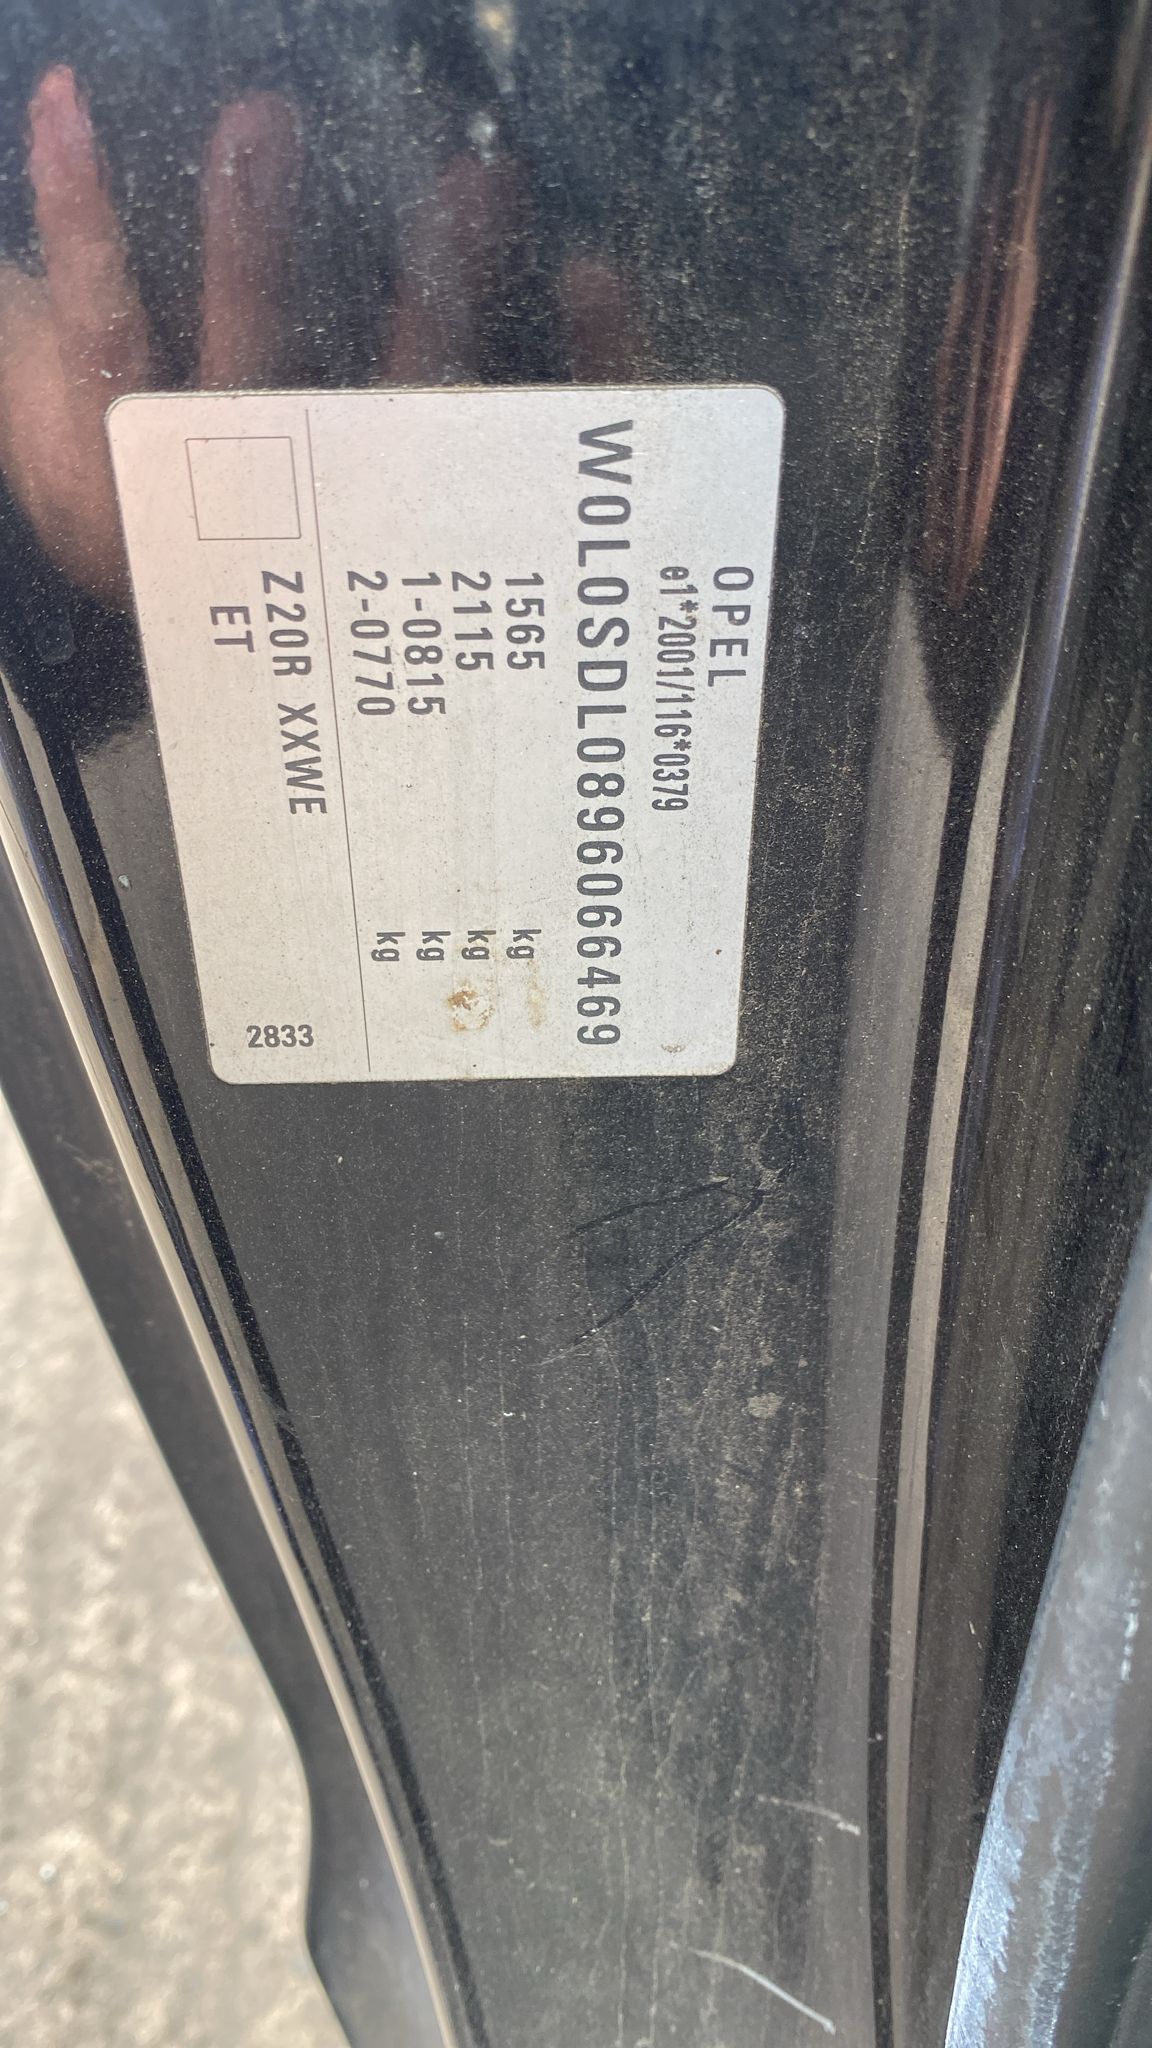 OPEL
e1*2001/116*0379
W0L0SDL0896066469
1565 kg
2115 kg
1-0815 kg
2-0770 kg
Z20R XXWE
ET
2833